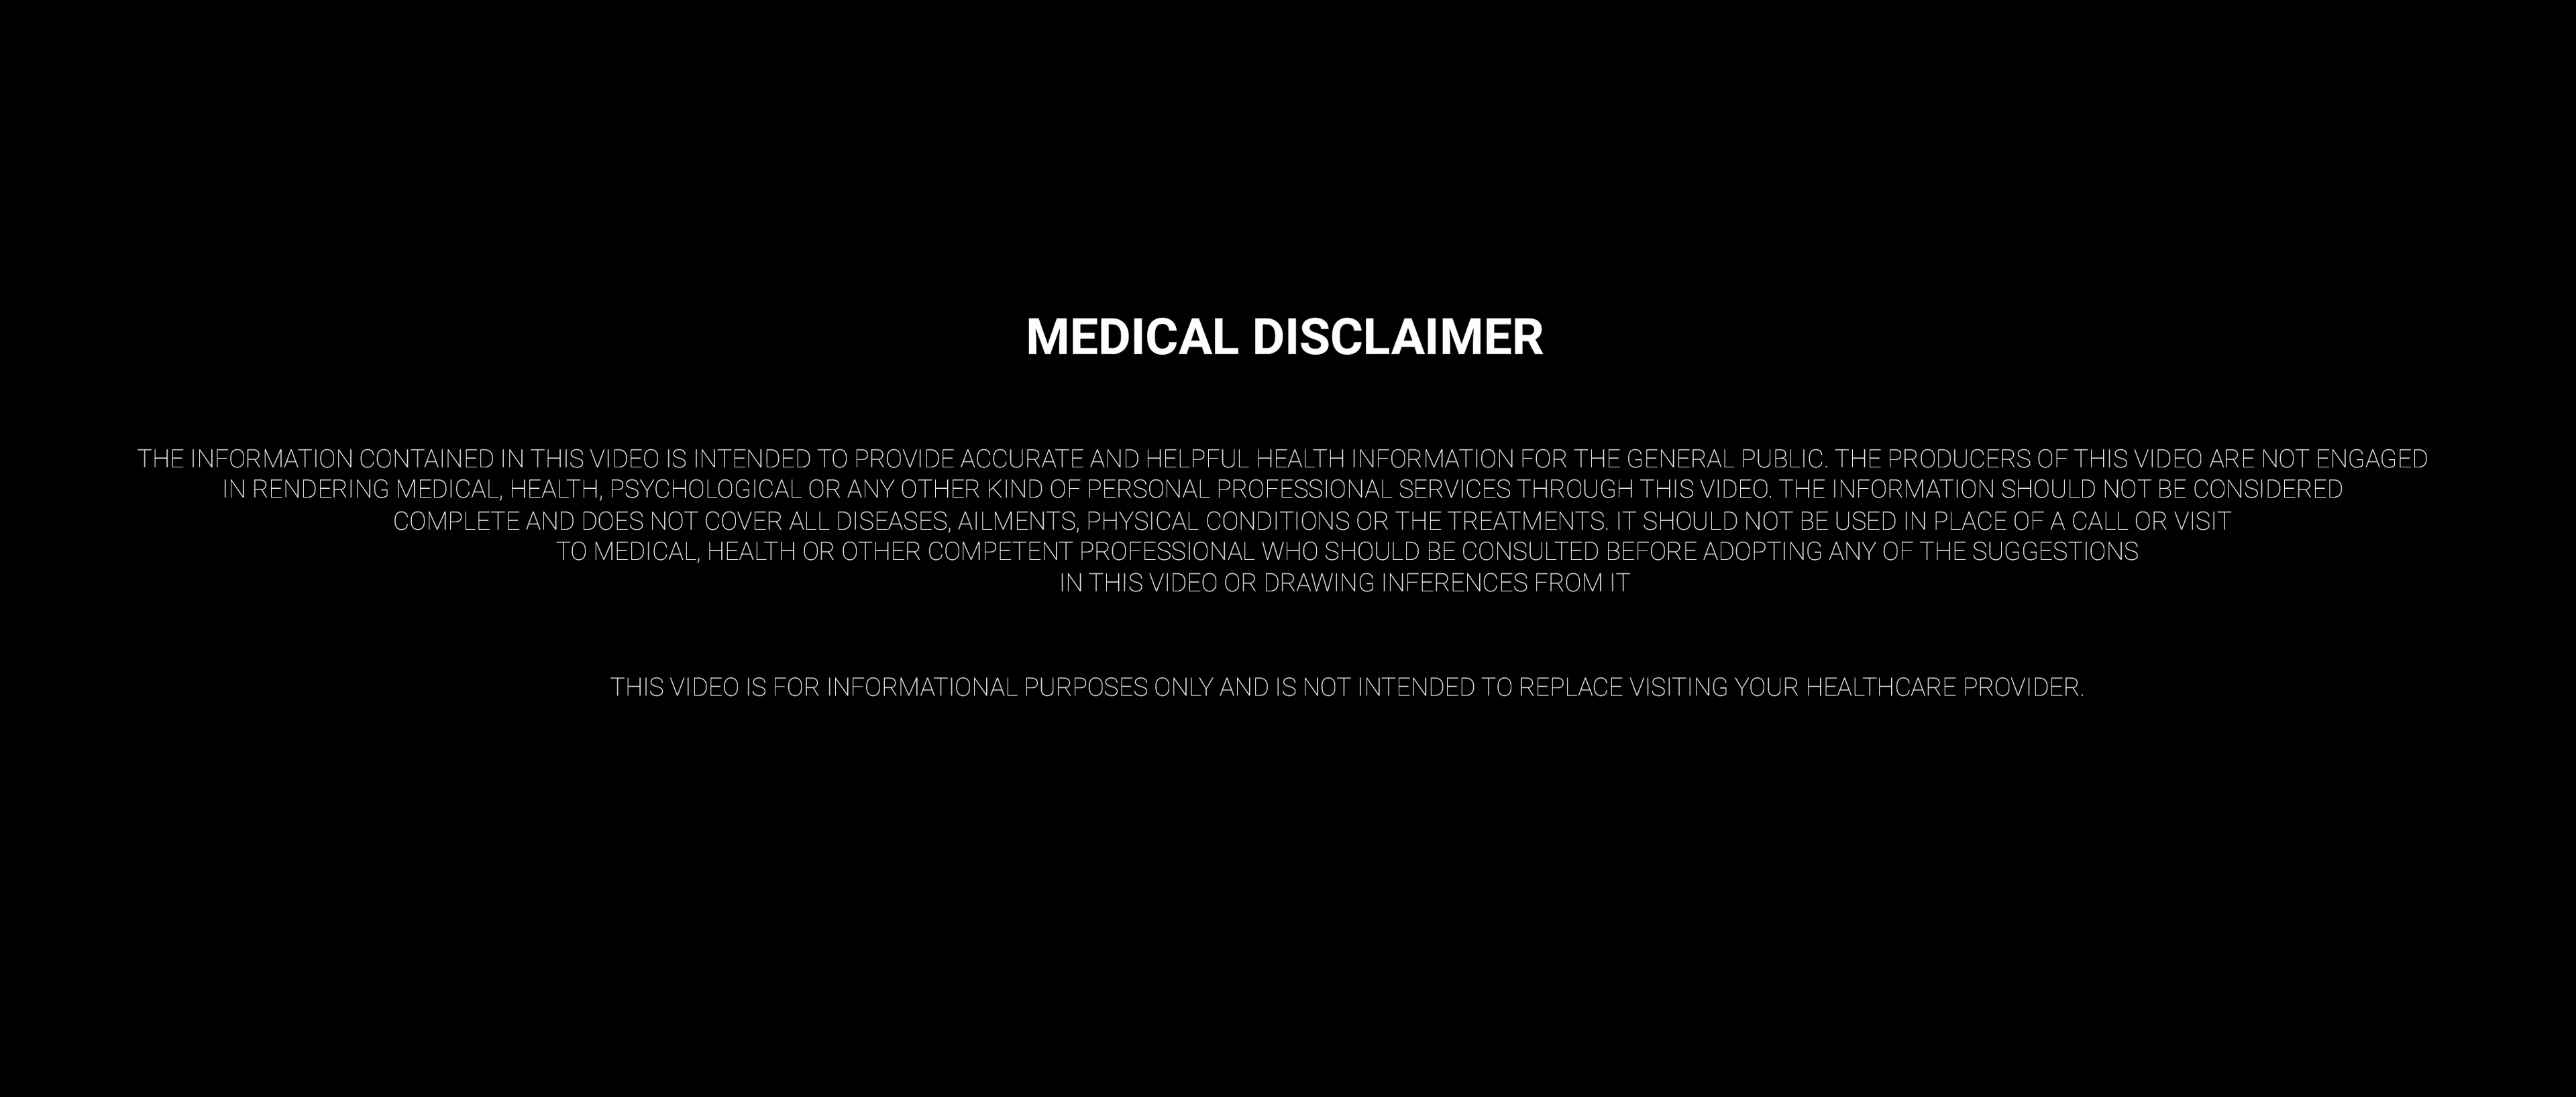 MEDICAL DISCLAIMER
THE INFORMATION CONTAINED IN THIS VIDEO IS INTENDED TO PROVIDE ACCURATE AND HELPFUL HEALTH INFORMATION FOR THE GENERAL PUBLIC. THE PRODUCERS OF THIS VIDEO ARE NOT ENGAGED
IN RENDERING MEDICAL, HEALTH, PSYCHOLOGICAL OR ANY OTHER KIND OF PERSONAL PROFESSIONAL SERVICES THROUGH THIS VIDEO. THE INFORMATION SHOULD NOT BE CONSIDERED
COMPLETE AND DOES NOT COVER ALL DISEASES, AILMENTS, PHYSICAL CONDITIONS OR THE TREATMENTS. IT SHOULD NOT BE USED IN PLACE OF A CALL OR VISIT
TO MEDICAL, HEALTH OR OTHER COMPETENT PROFESSIONAL WHO SHOULD BE CONSULTED BEFORE ADOPTING ANY OF THE SUGGESTIONS
IN THIS VIDEO OR DRAWING INFERENCES FROM IT
THIS VIDEO IS FOR INFORMATIONAL PURPOSES ONLY AND IS NOT INTENDED TO REPLACE VISITING YOUR HEALTHCARE PROVIDER.